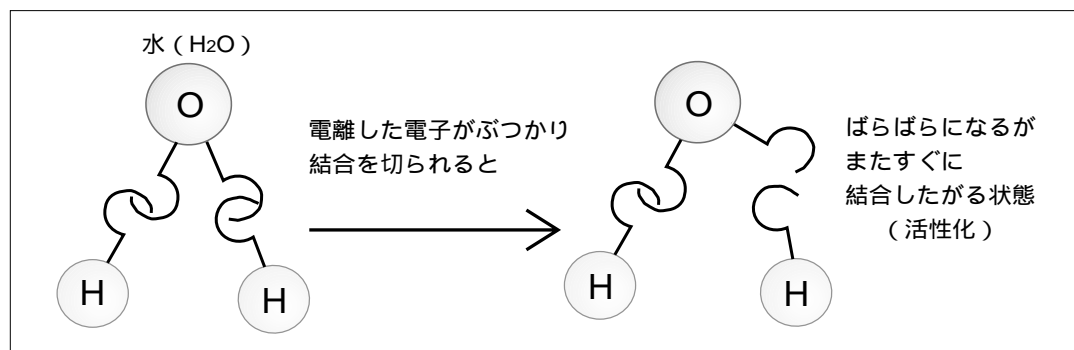 水（H2O）
O
H
H
電離した電子がぶつかり
結合を切られると
O
H
H
ばらばらになるが
またすぐに
結合したがる状態
（活性化）